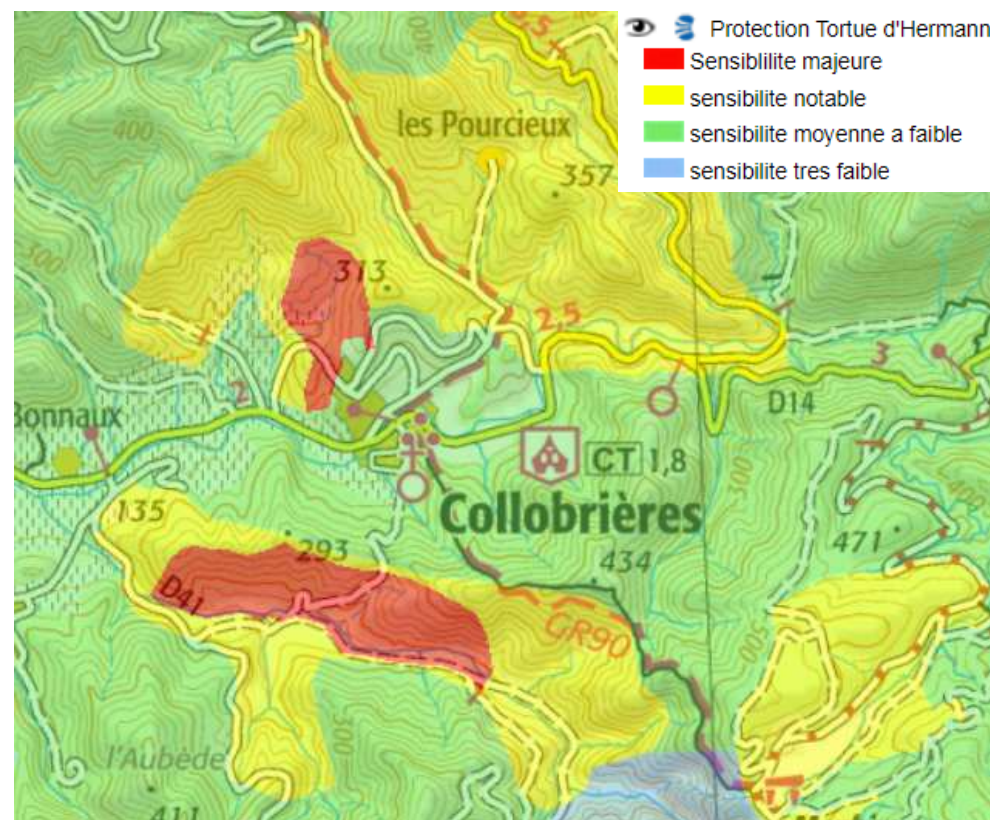 Protection Tortue d'Hermann
Sensiblilite majeure
sensibilite notable
sensibilite moyenne a faible
sensibilite tres faible
les Pourcieux
400
357
300
313
2,5
3
2
D14
Bonnaux
CT 1,8
Collobrières
500
400
135
293
471
434
D41
GR90
500
300
l'Aubède
411